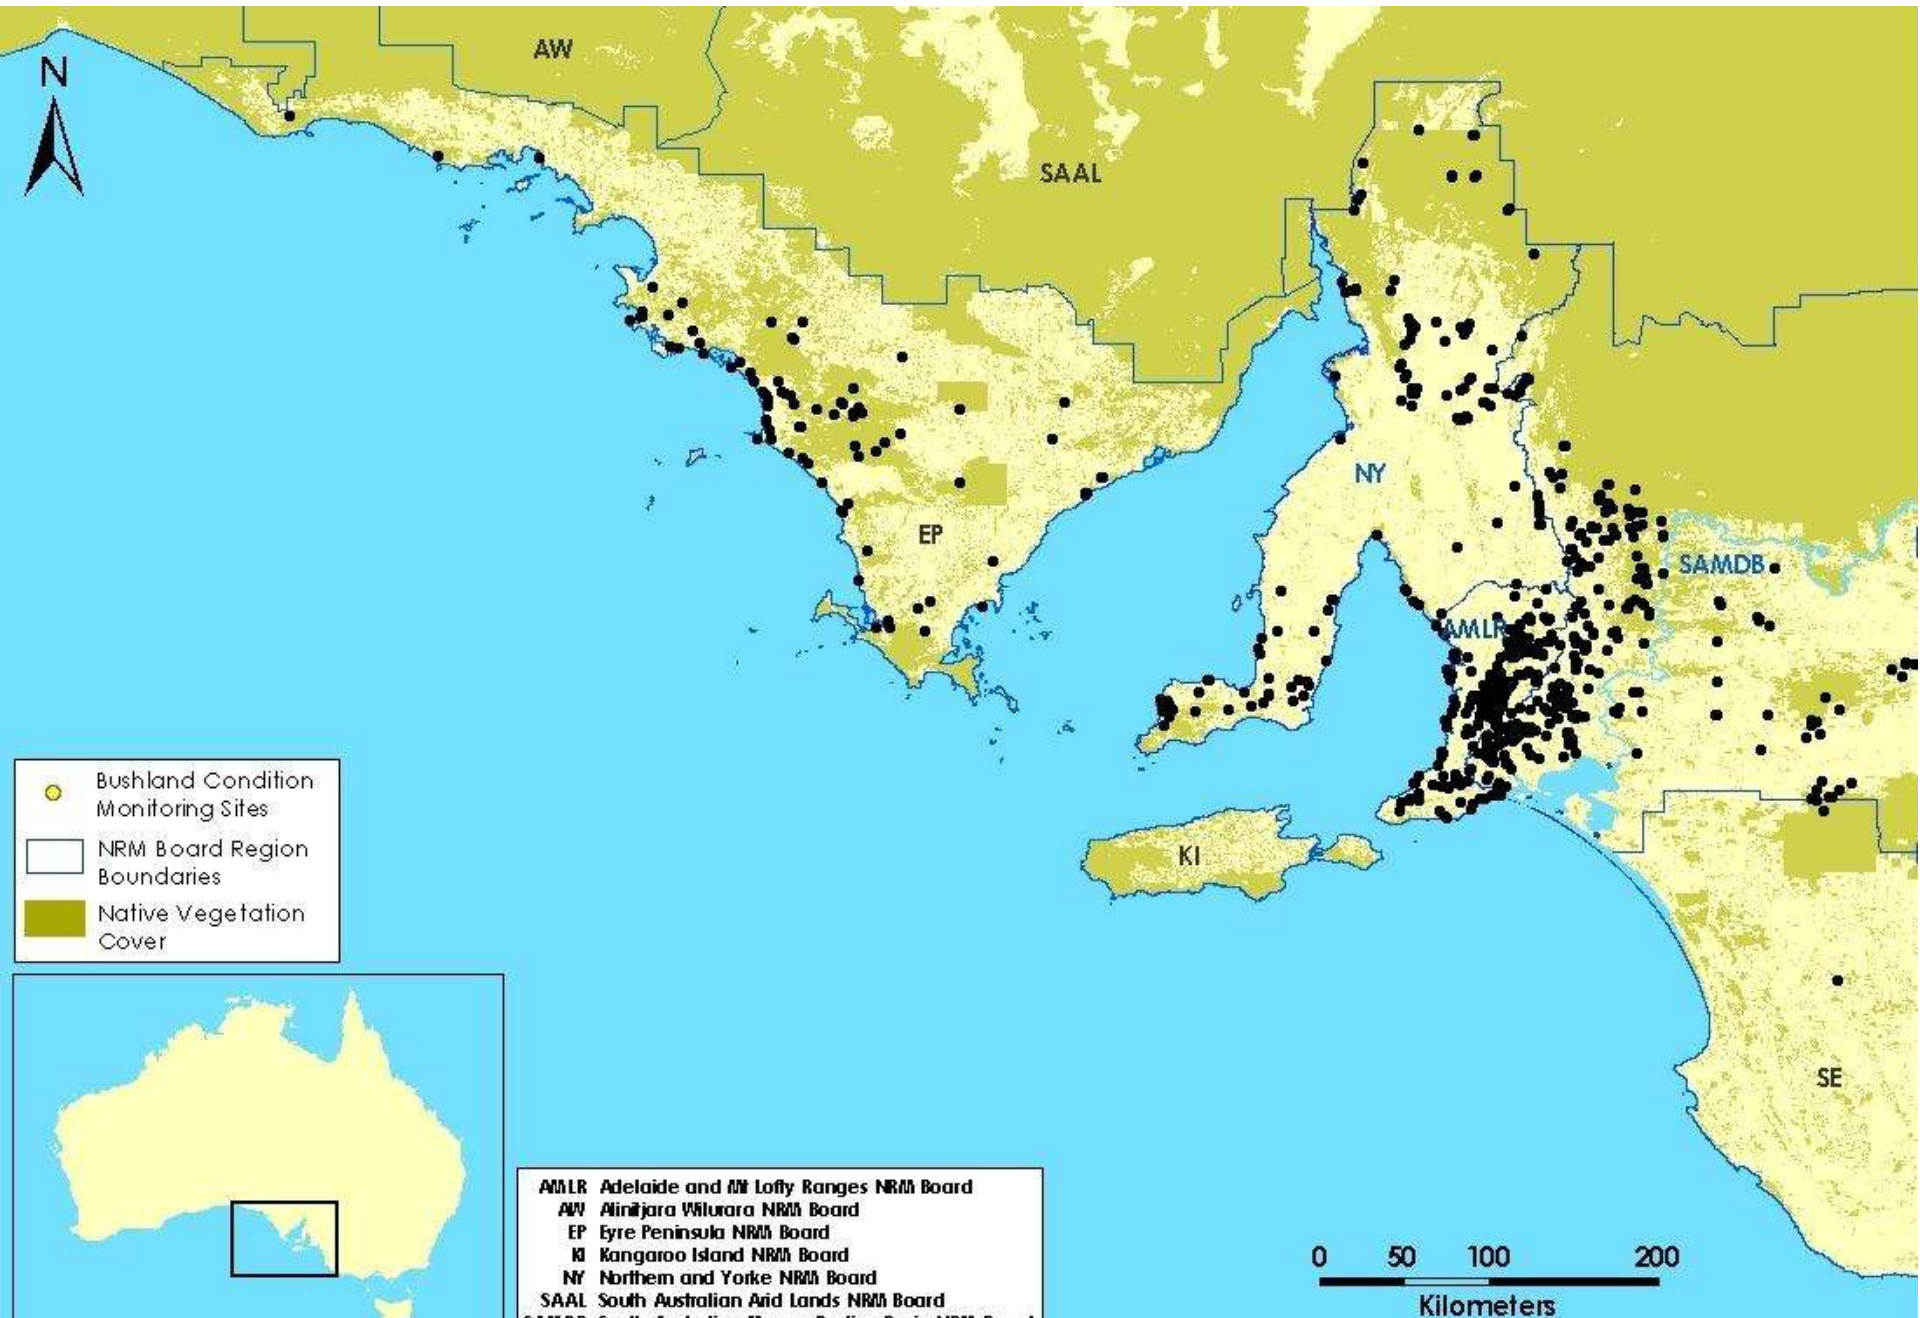 N
AW
SAAL
NY
EP
SAMDB
AMLR
KI
SE
Bushland Condition
Monitoring Sites
NRM Board Region
Boundaries
Native Vegetation
Cover
AMLR Adelaide and Mt Lofty Ranges NRM Board
AW Alinitjara Wilurara NRM Board
EP Eyre Peninsula NRM Board
KI Kangaroo Island NRM Board
NY Northern and Yorke NRM Board
SAAL South Australian Arid Lands NRM Board
0 50 100 200
Kilometers